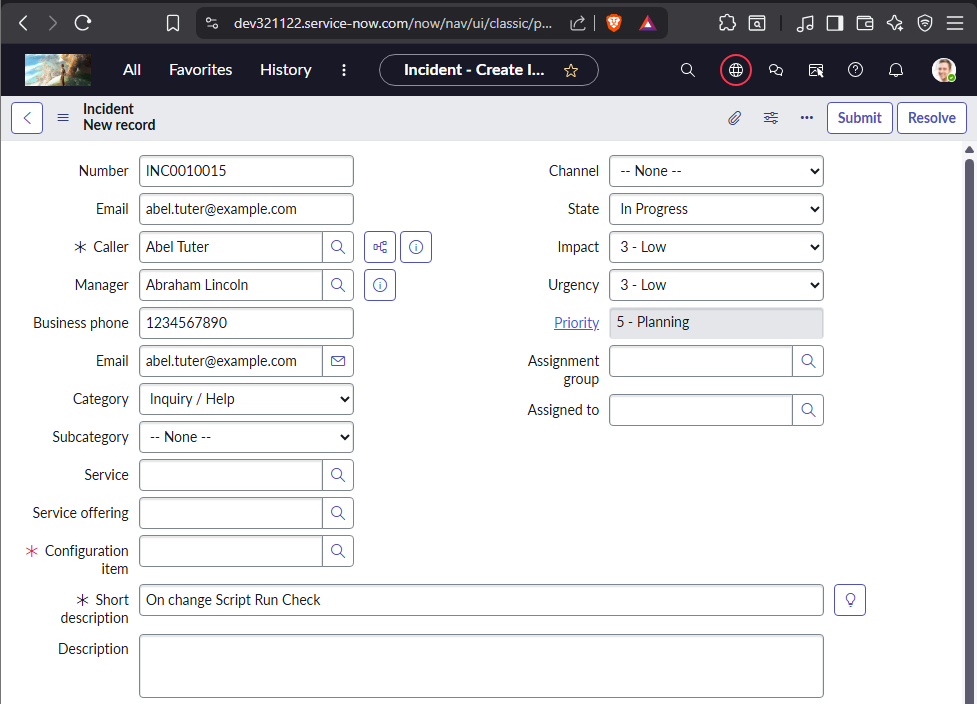 dev321122.service-now.com/now/nav/ui/classic/p...
All
Favorites
History
Incident - Create I...
Incident
New record
Submit
Resolve
Number
INC0010015
Email
abel.tuter@example.com
Caller
Abel Tuter
Manager
Abraham Lincoln
Business phone
1234567890
Email
abel.tuter@example.com
Category
Inquiry / Help
Subcategory
-- None --
Service
Service offering
Configuration
item
Channel
-- None --
State
In Progress
Impact
3 - Low
Urgency
3 - Low
Priority
5 - Planning
Assignment
group
Assigned to
Short
description
On change Script Run Check
Description